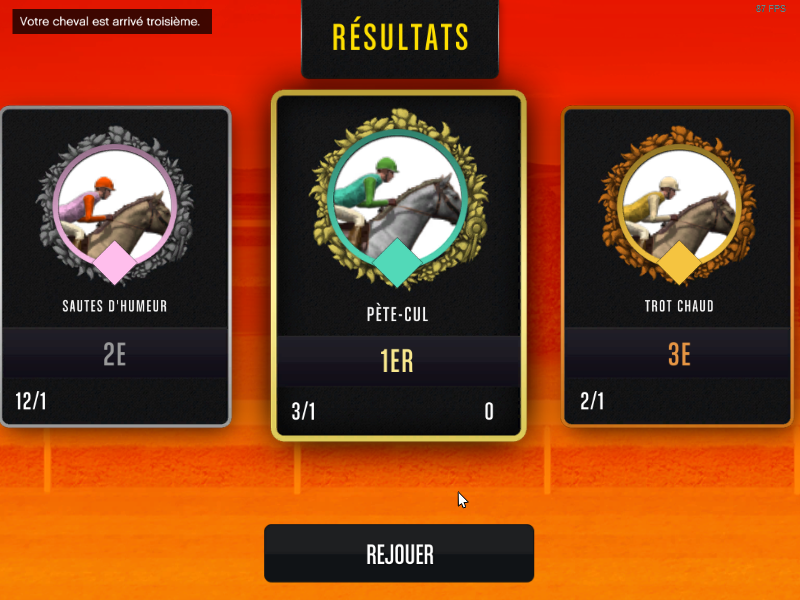 Votre cheval est arrivé troisième.
RÉSULTATS
SAUTES D'HUMEUR
2E
12/1
PÈTE-CUL
1ER
3/1 0
TROT CHAUD
3E
2/1
REJOUER